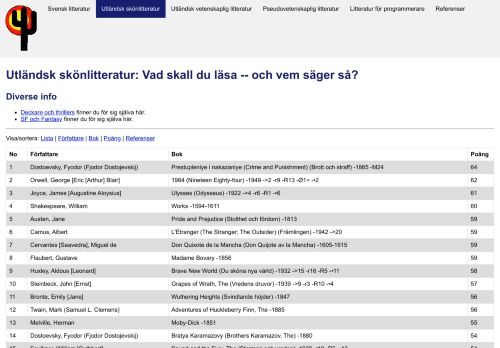 Svensk litteratur Utländsk skönlitteratur Utländsk vetenskaplig litteratur Pseudovetenskaplig litteratur Litteratur för programmerare Referenser
Utländsk skönlitteratur: Vad skall du läsa -- och vem säger så?
Diverse info
Deckare och thrillers finner du för sig själva här.
SF och Fantasy finner du för sig själva här.
Visa/sortera: Lista | Författare | Bok | Poäng | Referenser
No Författare Bok Poäng
1 Dostoevsky, Fyodor (Fjodor Dostojevskij) Prestupleniye i nakazaniye (Crime and Punishment) (Brott och straff) -1865 -M24 64
2 Orwell, George [Eric [Arthur] Blair] 1984 (Nineteen Eighty-four) -1949 ->2 -r9 -R13 -Ø1+ -•2 62
3 Joyce, James [Augustine Aloysius] Ulysses (Odysseus) -1922 ->4 -r6 -R1 -•6 61
4 Shakespeare, William Works -1594-1611 60
5 Austen, Jane Pride and Prejudice (Stolthet och fördom) -1813 59
6 Camus, Albert L'Étranger (The Stranger; The Outsider) (Främlingen) -1942 ->20 59
7 Cervantes [Saavedra], Miguel de Don Quixote de la Mancha (Don Quijote av la Mancha) -1605-1615 59
8 Flaubert, Gustave Madame Bovary -1856 59
9 Huxley, Aldous [Leonard] Brave New World (Du sköna nya värld) -1932 ->15 -r16 -R5 -•11 58
10 Steinbeck, John [Ernst] Grapes of Wrath, The (Vredens druvor) -1939 ->9 -r3 -R10 -•4 57
11 Bronte, Emily [Jane] Wuthering Heights (Svindlande höjder) -1847 56
12 Twain, Mark (Samuel L. Clemens) Adventures of Huckleberry Finn, The -1885 56
13 Melville, Herman Moby-Dick -1851 55
14 Dostoevsky, Fyodor (Fjodor Dostojevskij) Bratya Karamazovy (Brothers Karamazov, The) -1880 54